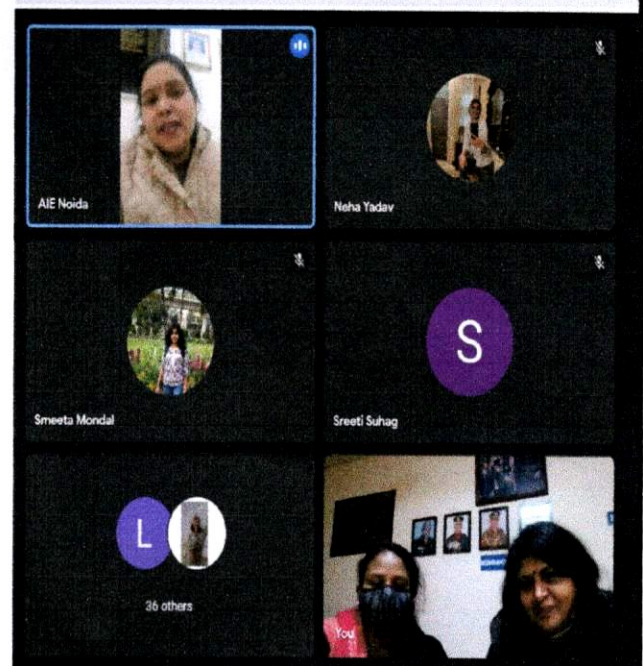 AIE Noida
Neha Yadav
Smeeta Mondal
S
Sreeti Suhag
L
36 others
You